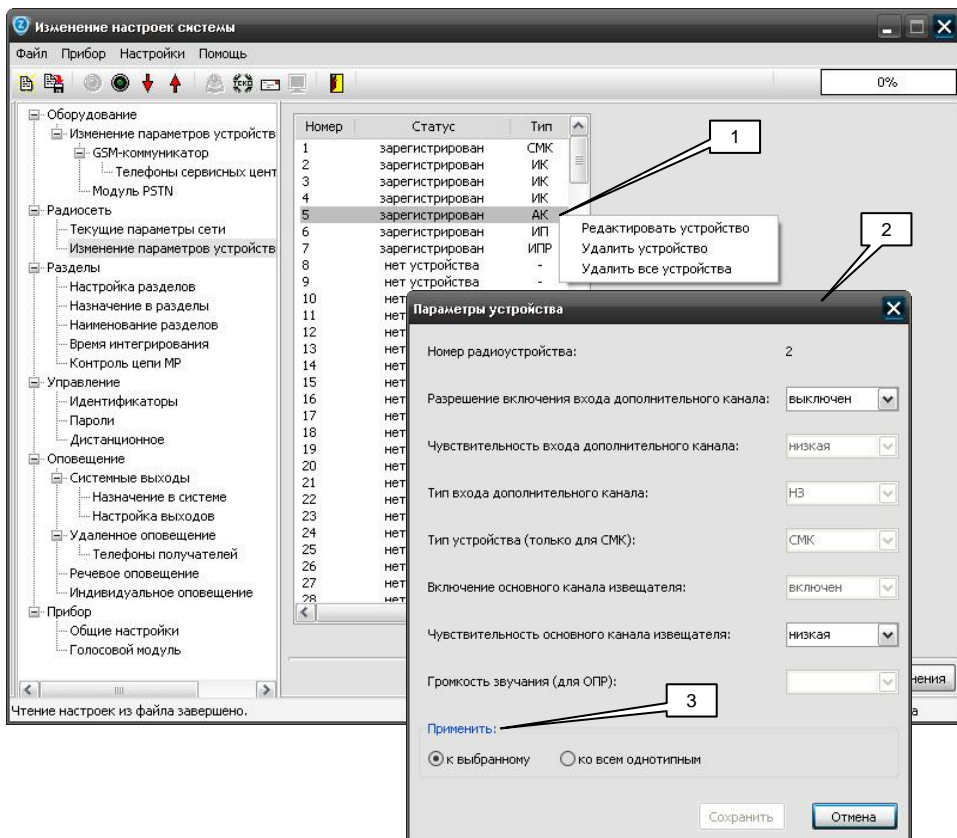 Изменение настроек системы
Файл Прибор Настройки Помощь
0%
Оборудование
Изменение параметров устройств
GSM-коммуникатор
Телефоны сервисных цент
Модуль PSTN
Радиосеть
Текущие параметры сети
Изменение параметров устройств
Разделы
Настройка разделов
Назначение в разделы
Наименование разделов
Время интегрирования
Контроль цепи МР
Управление
Идентификаторы
Пароли
Дистанционное
Оповещение
Системные выходы
Назначение в системе
Настройка выходов
Удаленное оповещение
Телефоны получателей
Речевое оповещение
Индивидуальное оповещение
Прибор
Общие настройки
Голосовой модуль
Номер Статус Тип
1 зарегистрирован СМК
2 зарегистрирован ИК
3 зарегистрирован ИК
4 зарегистрирован ИК
5 зарегистрирован АК
6 зарегистрирован ИП
7 зарегистрирован ИПР
8 нет устройства -
9 нет устройства -
10 нет
11 нет
12 нет
13 нет
14 нет
15 нет
16 нет
17 нет
18 нет
19 нет
20 нет
21 нет
22 нет
23 нет
24 нет
25 нет
26 нет
27 нет
28 нет
1
Редактировать устройство
Удалить устройство
Удалить все устройства
2
Параметры устройства
Номер радиоустройства: 2
Разрешение включения входа дополнительного канала: выключен
Чувствительность входа дополнительного канала: низкая
Тип входа дополнительного канала: НЗ
Тип устройства (только для СМК): СМК
Включение основного канала извещателя: включен
Чувствительность основного канала извещателя: низкая
Громкость звучания (для ОПР):
3
Применить:
к выбранному ко всем однотипным
Сохранить Отмена
нения
Чтение настроек из файла завершено.
а